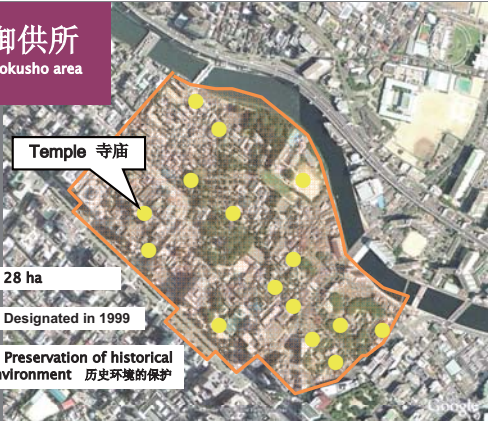 御供所
okusho area
Temple 寺庙
28 ha
Designated in 1999
Preservation of historical
nvironment 历史环境的保护
Google